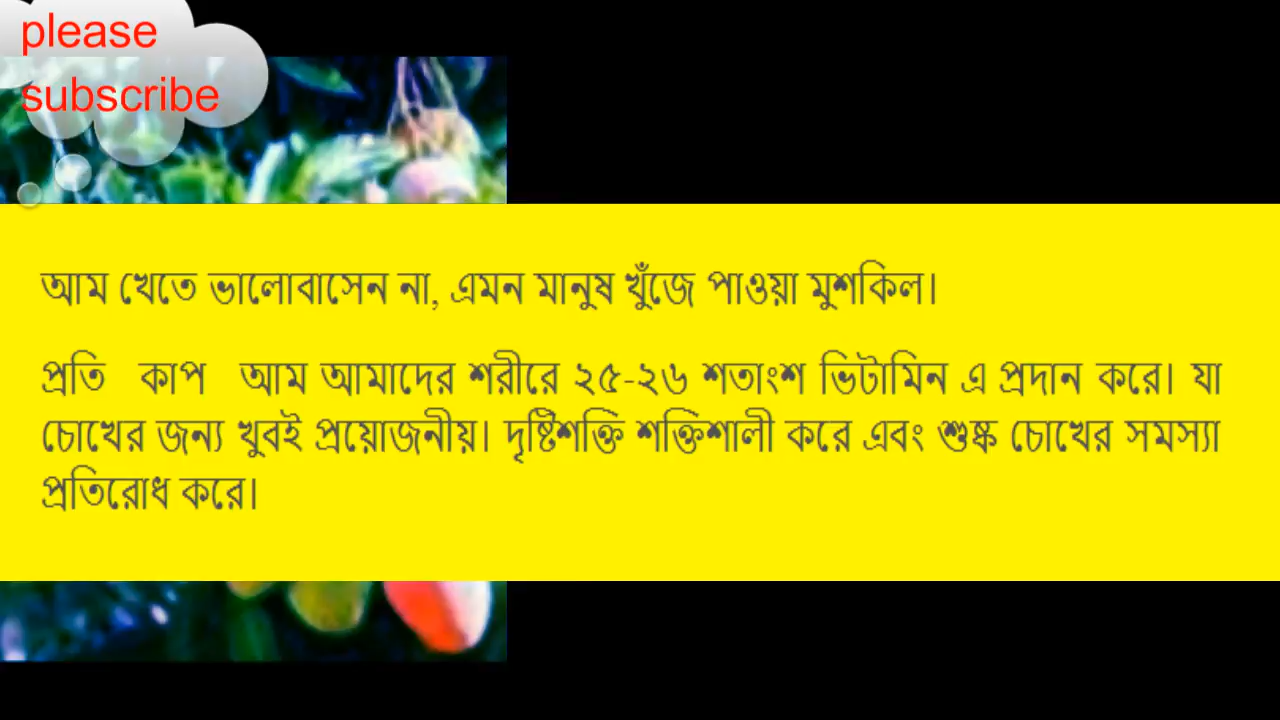 please
subscribe
আম খেতে ভালোবাসেন না, এমন মানুষ খুঁজে পাওয়া মুশকিল।
প্রতি কাপ আম আমাদের শরীরে ২৫-২৬ শতাংশ ভিটামিন এ প্রদান করে। যা
চোখের জন্য খুবই প্রয়োজনীয়। দৃষ্টিশক্তি শক্তিশালী করে এবং শুষ্ক চোখের সমস্যা
প্রতিরোধ করে।